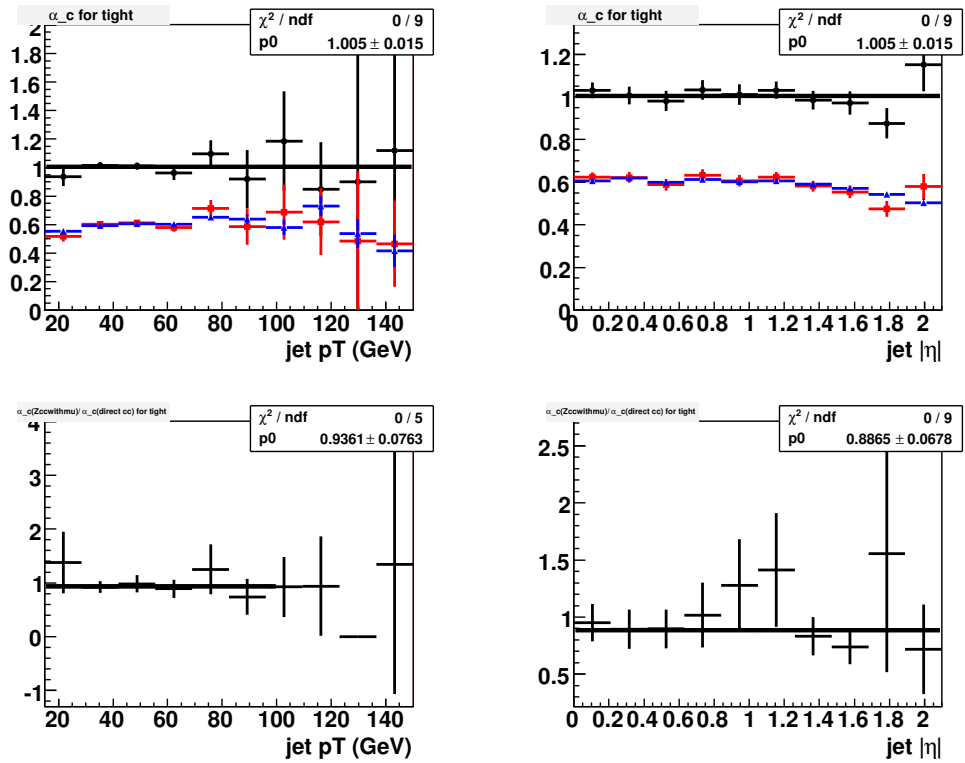 α_c for tight
χ² / ndf 0 / 9
p0 1.005 ± 0.015
2
1.8
1.6
1.4
1.2
1
0.8
0.6
0.4
0.2
0
20 40 60 80 100 120 140
jet pT (GeV)
α_c for tight
χ² / ndf 0 / 9
p0 1.005 ± 0.015
1.2
1
0.8
0.6
0.4
0.2
0
0 0.2 0.4 0.6 0.8 1 1.2 1.4 1.6 1.8 2
jet |η|
α_c(Zccwithmu)/ α_c(direct cc) for tight
χ² / ndf 0 / 5
p0 0.9361 ± 0.0763
4
3
2
1
0
-1
20 40 60 80 100 120 140
jet pT (GeV)
α_c(Zccwithmu)/ α_c(direct cc) for tight
χ² / ndf 0 / 9
p0 0.8865 ± 0.0678
2.5
2
1.5
1
0.5
0 0.2 0.4 0.6 0.8 1 1.2 1.4 1.6 1.8 2
jet |η|